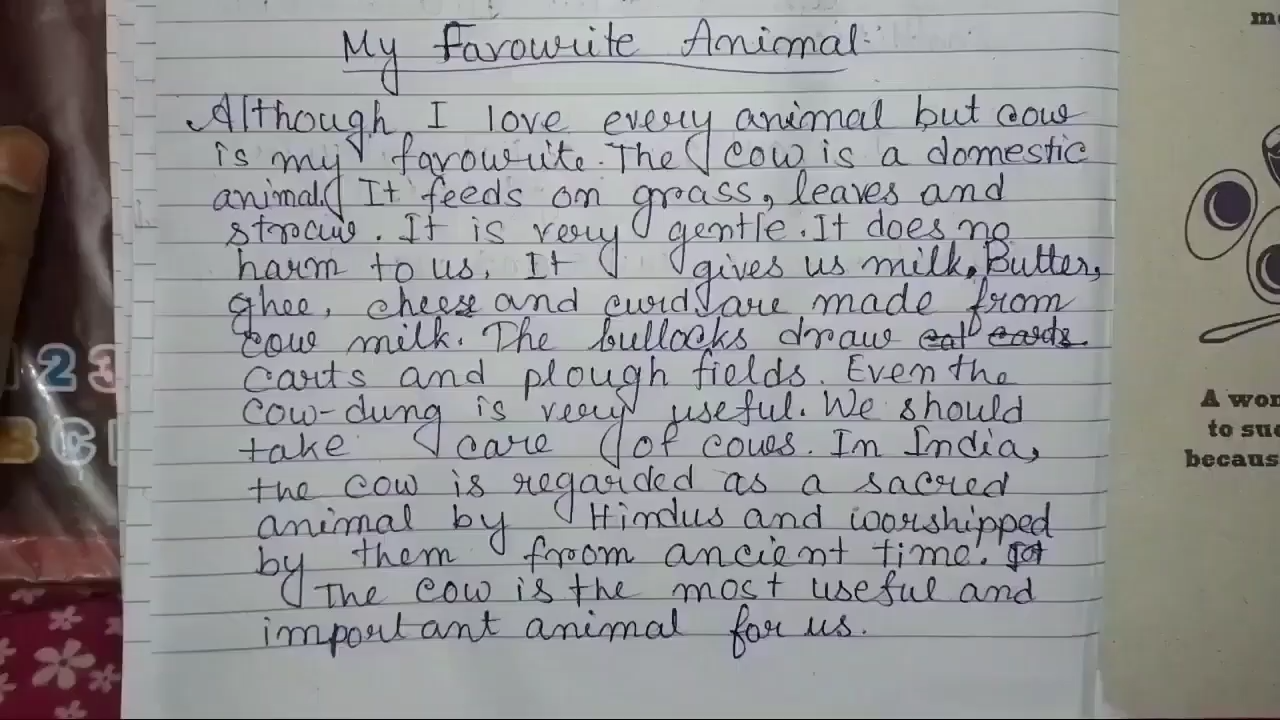 My Favourite Animal
Although I love every animal but cow
is my favourite. The cow is a domestic
animal. It feeds on grass, leaves and
straw. It is very gentle. It does no
harm to us. It gives us milk. Butter,
ghee, cheese and curd are made from
cow milk. The bullocks draw cat cards
carts and plough fields. Even the
cow-dung is very useful. We should
take care of cows. In India,
the cow is regarded as a sacred
animal by Hindus and worshipped
by them from ancient time.
The cow is the most useful and
important animal for us.
123
A wor
to suc
becaus